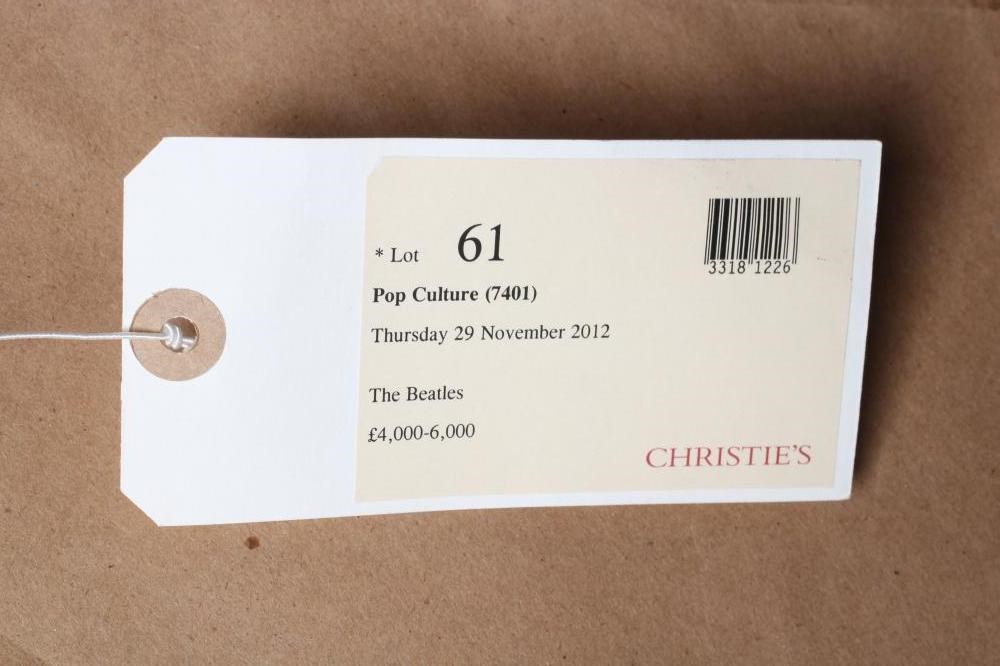 * Lot 61
3318 1226
Pop Culture (7401)
Thursday 29 November 2012
The Beatles
£4,000-6,000
CHRISTIE'S